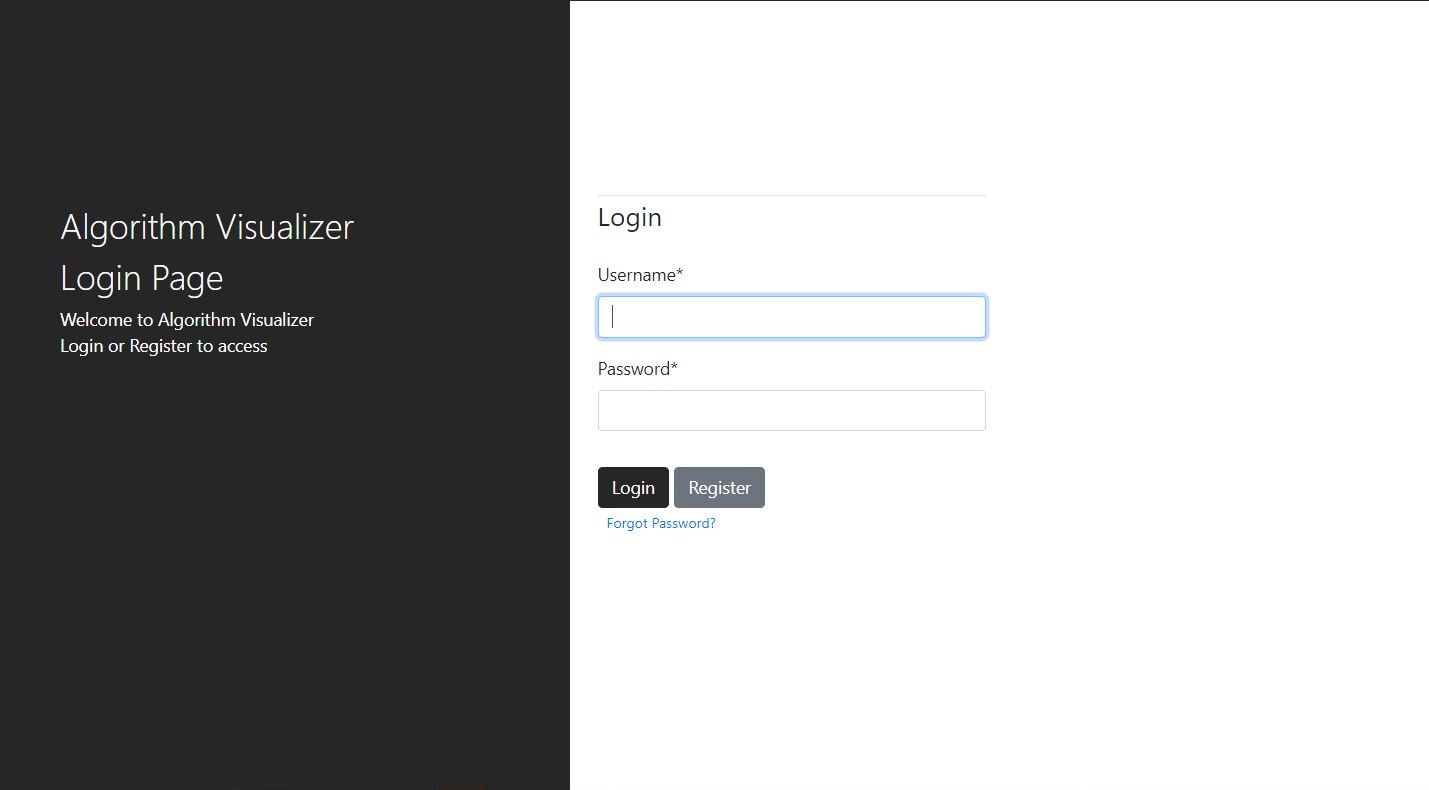 Algorithm Visualizer
Login Page
Welcome to Algorithm Visualizer
Login or Register to access
Login
Username*
Password*
Login Register
Forgot Password?